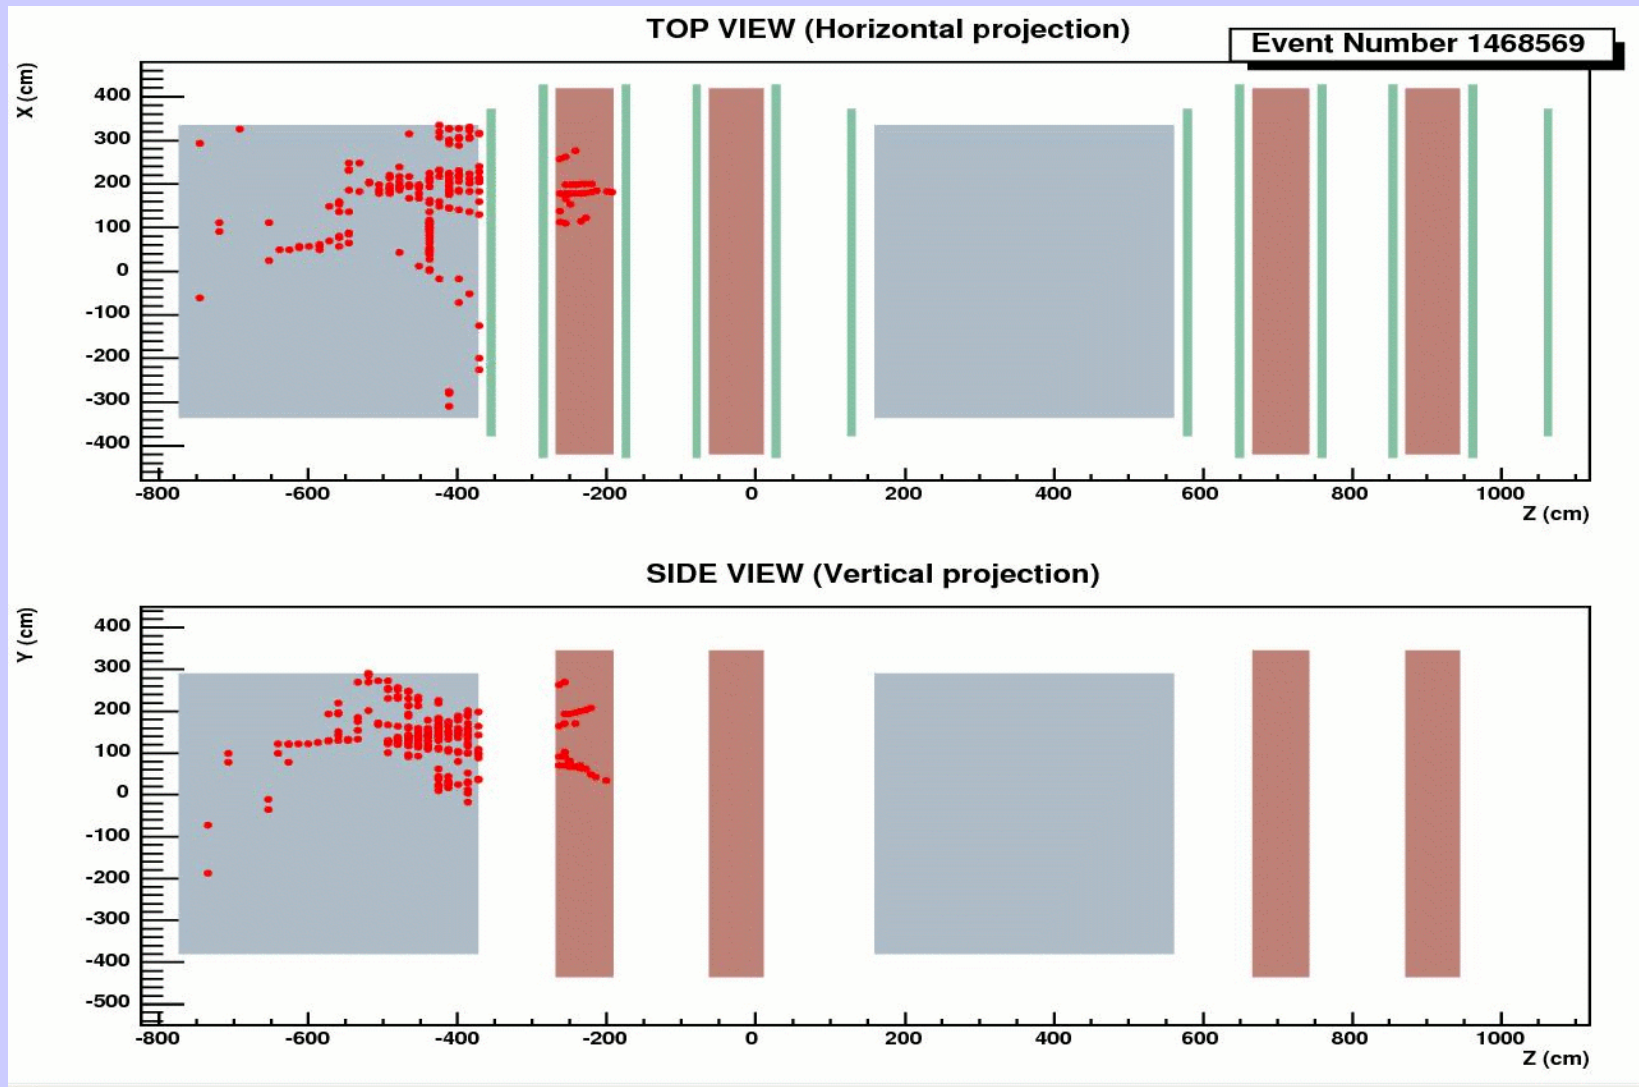 TOP VIEW (Horizontal projection)
Event Number 1468569
X (cm)
400
300
200
100
0
-100
-200
-300
-400
-800 -600 -400 -200 0 200 400 600 800 1000
Z (cm)
SIDE VIEW (Vertical projection)
Y (cm)
400
300
200
100
0
-100
-200
-300
-400
-500
-800 -600 -400 -200 0 200 400 600 800 1000
Z (cm)